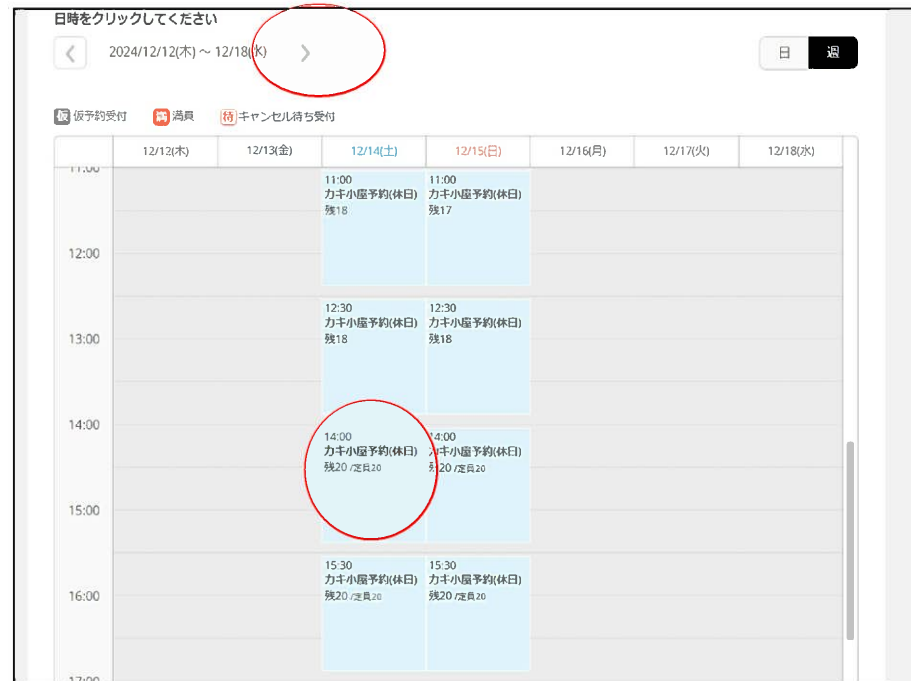 日時をクリックしてください
2024/12/12(木) ～ 12/18(水)
日 週
仮 仮予約受付 満 満員 待 キャンセル待ち受付
12/12(木) 12/13(金) 12/14(土) 12/15(日) 12/16(月) 12/17(火) 12/18(水)
11:00
11:00 11:00
カキ小屋予約(休日) カキ小屋予約(休日)
残18 残17
12:00
12:30 12:30
カキ小屋予約(休日) カキ小屋予約(休日)
残18 残18
13:00
14:00
14:00 14:00
カキ小屋予約(休日) カキ小屋予約(休日)
残20 /定員20 残20 /定員20
15:00
15:30 15:30
カキ小屋予約(休日) カキ小屋予約(休日)
残20 /定員20 残20 /定員20
16:00
17:00